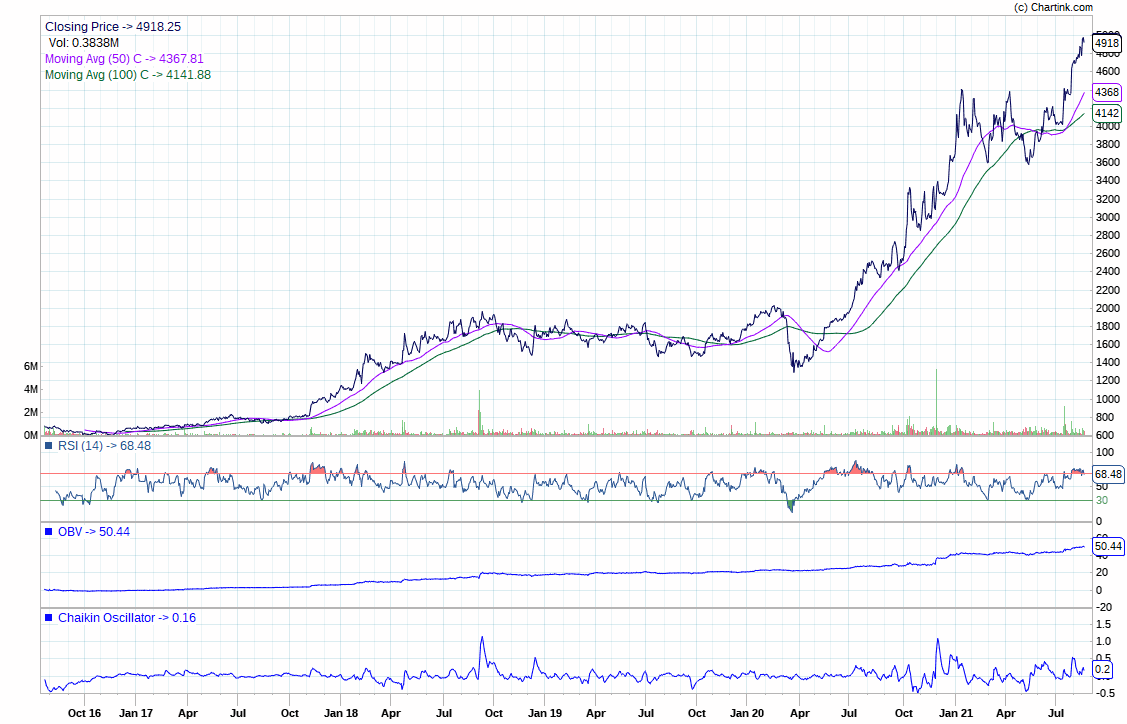 (c) Chartink.com
Closing Price -> 4918.25
Vol: 0.3838M
Moving Avg (50) C -> 4367.81
Moving Avg (100) C -> 4141.88
4918
4600
4368
4142
4000
3800
3600
3400
3200
3000
2800
2600
2400
2200
2000
1800
1600
1400
1200
1000
800
600
6M
4M
2M
0M
RSI (14) -> 68.48
100
68.48
50
30
0
OBV -> 50.44
50.44
20
0
-20
Chaikin Oscillator -> 0.16
1.5
1.0
0.5
0.2
-0.5
Oct 16 Jan 17 Apr Jul Oct Jan 18 Apr Jul Oct Jan 19 Apr Jul Oct Jan 20 Apr Jul Oct Jan 21 Apr Jul